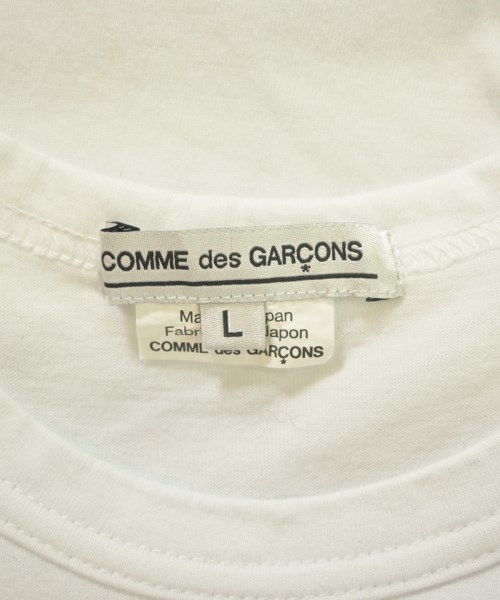 COMME des GARÇONS
L
Ma pan
Fabr Japon
COMME des GARÇONS